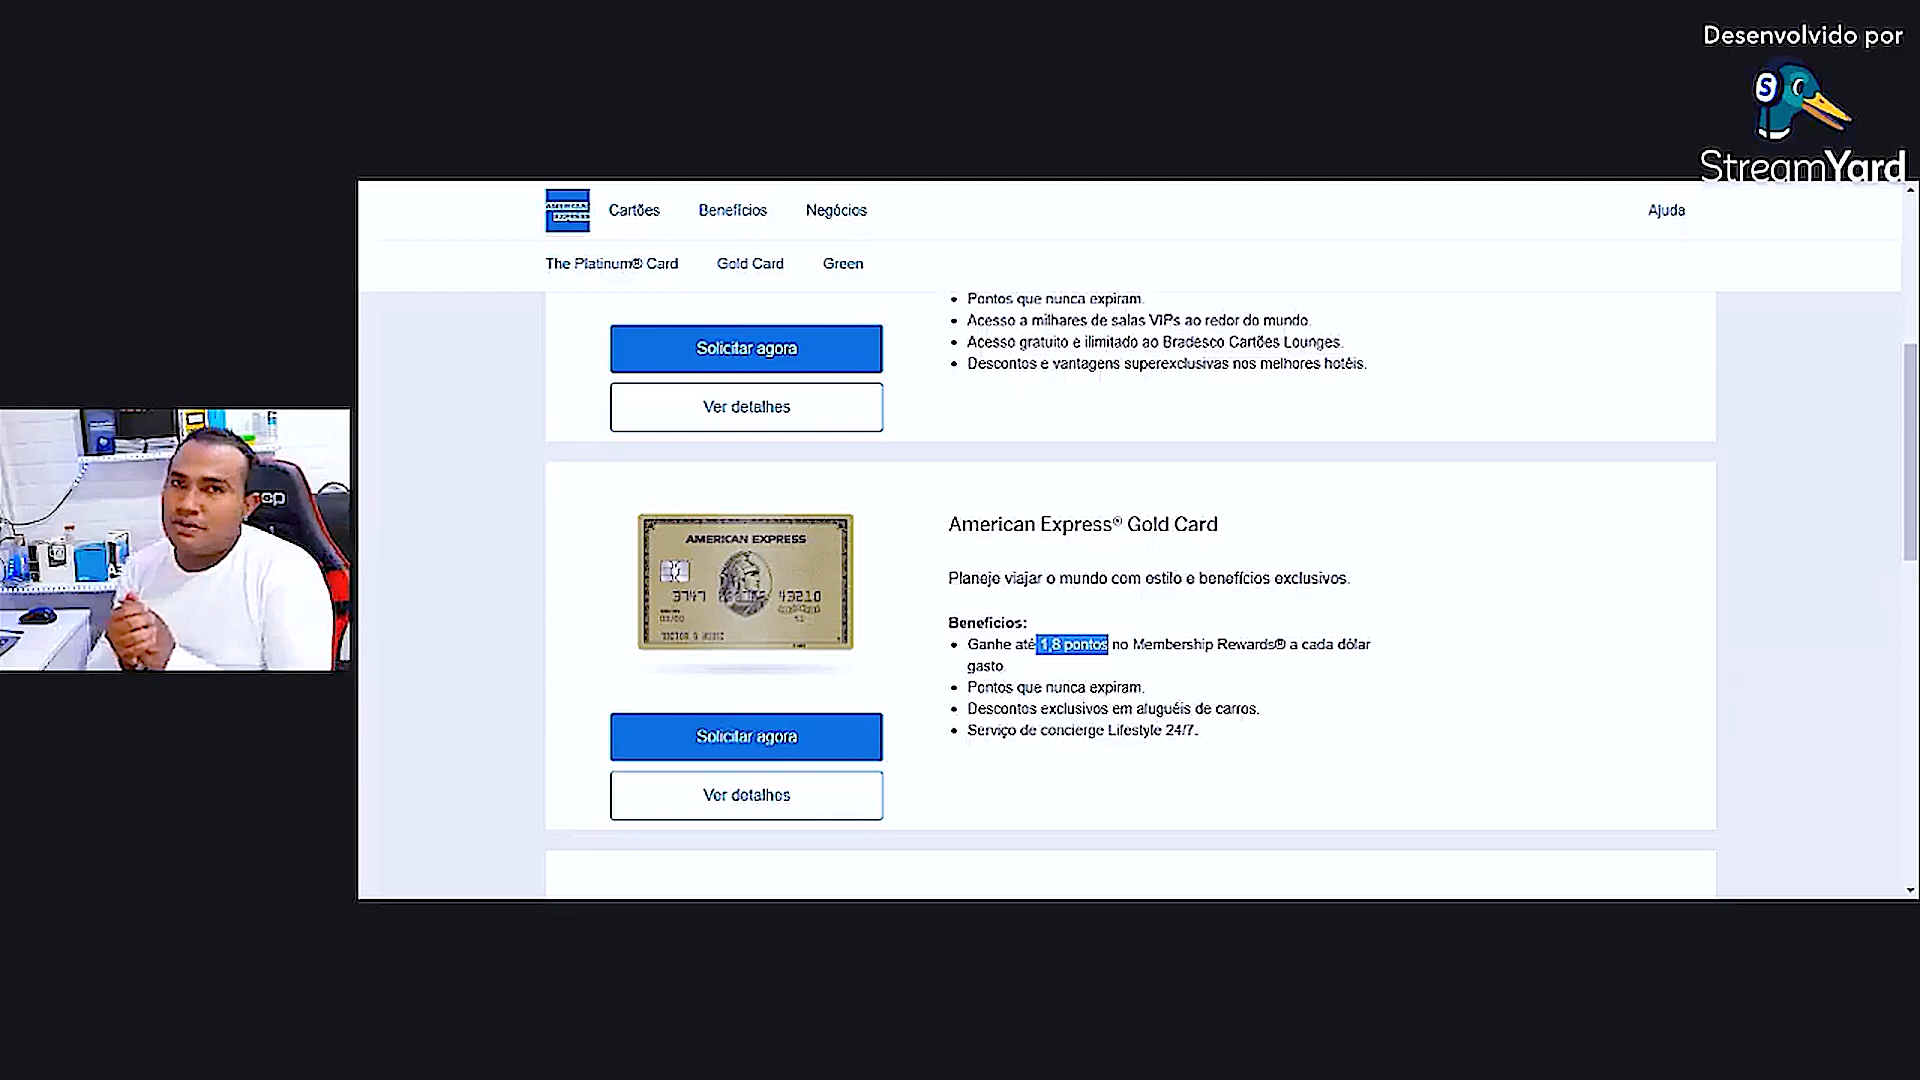 Desenvolvido por
StreamYard
AMERICAN EXPRESS
Cartões
Benefícios
Negócios
Ajuda
The Platinum® Card
Gold Card
Green
Pontos que nunca expiram.
Acesso a milhares de salas VIPs ao redor do mundo.
Acesso gratuito e ilimitado ao Bradesco Cartões Lounges.
Descontos e vantagens superexclusivas nos melhores hotéis.
Solicitar agora
Ver detalhes
American Express® Gold Card
AMERICAN EXPRESS
3747
43210
Planeje viajar o mundo com estilo e benefícios exclusivos.
Benefícios:
Ganhe até 1,8 pontos no Membership Rewards® a cada dólar
gasto.
Pontos que nunca expiram.
Descontos exclusivos em aluguéis de carros.
Serviço de concierge Lifestyle 24/7.
Solicitar agora
Ver detalhes